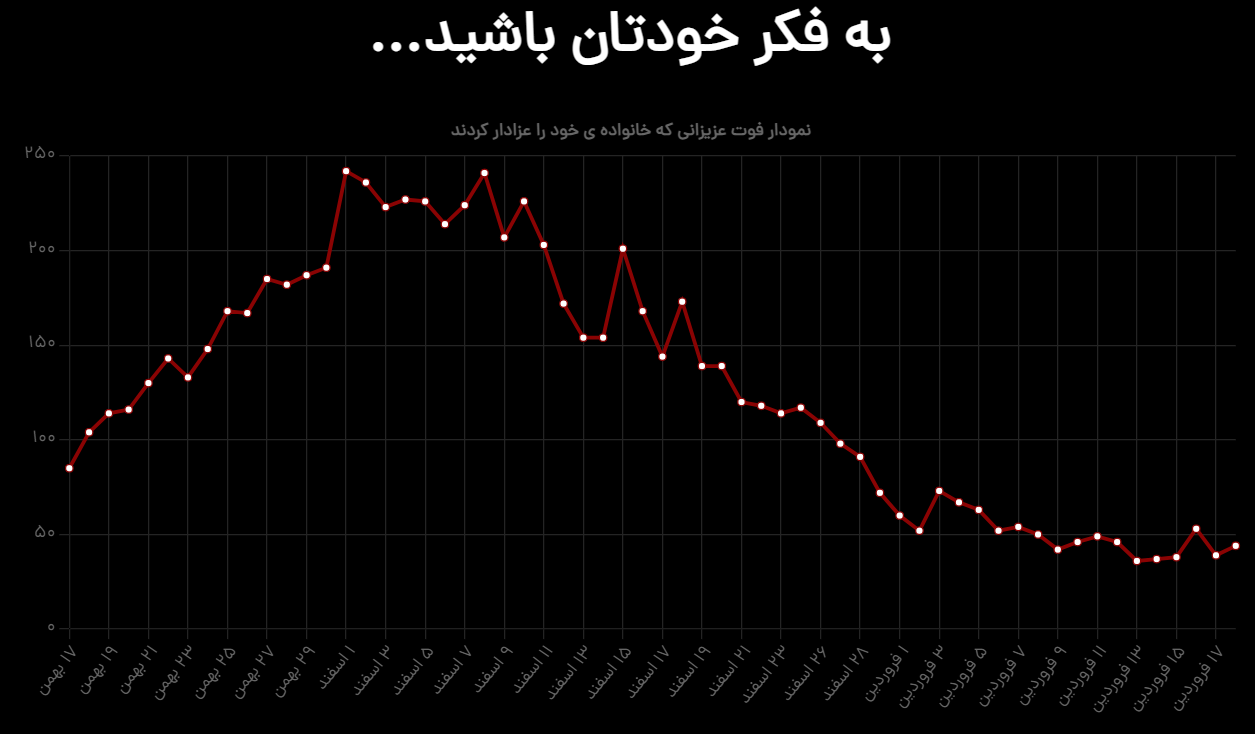 به فکر خودتان باشید...
نمودار فوت عزیزانی که خانواده ی خود را عزادار کردند
۲۵۰
۲۰۰
۱۵۰
۱۰۰
۵۰
۰
۱۷ بهمن
۱۹ بهمن
۲۱ بهمن
۲۳ بهمن
۲۵ بهمن
۲۷ بهمن
۲۹ بهمن
۱ اسفند
۳ اسفند
۵ اسفند
۷ اسفند
۹ اسفند
۱۱ اسفند
۱۳ اسفند
۱۵ اسفند
۱۷ اسفند
۱۹ اسفند
۲۱ اسفند
۲۳ اسفند
۲۶ اسفند
۲۸ اسفند
۱ فروردین
۳ فروردین
۵ فروردین
۷ فروردین
۹ فروردین
۱۱ فروردین
۱۳ فروردین
۱۵ فروردین
۱۷ فروردین